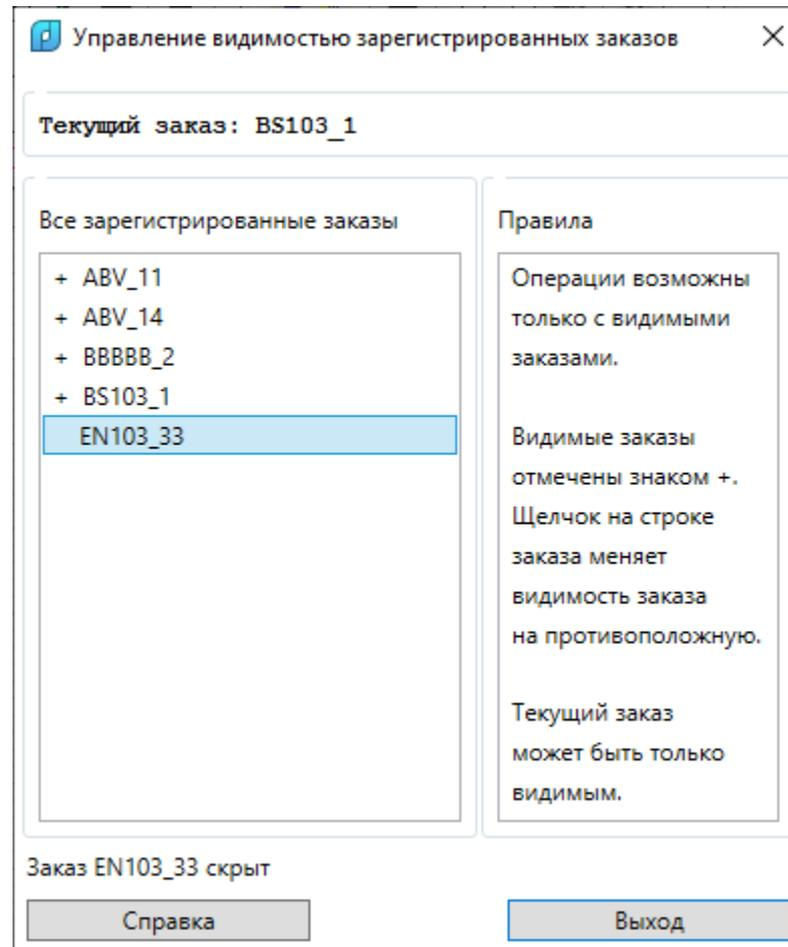 Управление видимостью зарегистрированных заказов
Текущий заказ: BS103_1
Все зарегистрированные заказы
+ ABV_11
+ ABV_14
+ BBBBB_2
+ BS103_1
EN103_33
Правила
Операции возможны
только с видимыми
заказами.
Видимые заказы
отмечены знаком +.
Щелчок на строке
заказа меняет
видимость заказа
на противоположную.
Текущий заказ
может быть только
видимым.
Заказ EN103_33 скрыт
Справка
Выход